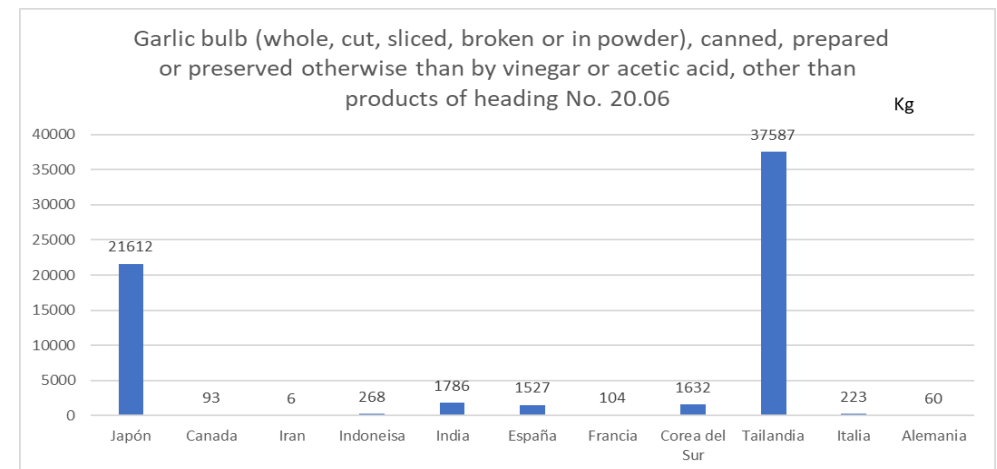 Garlic bulb (whole, cut, sliced, broken or in powder), canned, prepared
or preserved otherwise than by vinegar or acetic acid, other than
products of heading No. 20.06
Kg
40000
35000
30000
25000
20000
15000
10000
5000
0
21612
93
6
268
1786
1527
104
1632
37587
223
60
Japón
Canada
Iran
Indoneisa
India
España
Francia
Corea del
Sur
Tailandia
Italia
Alemania